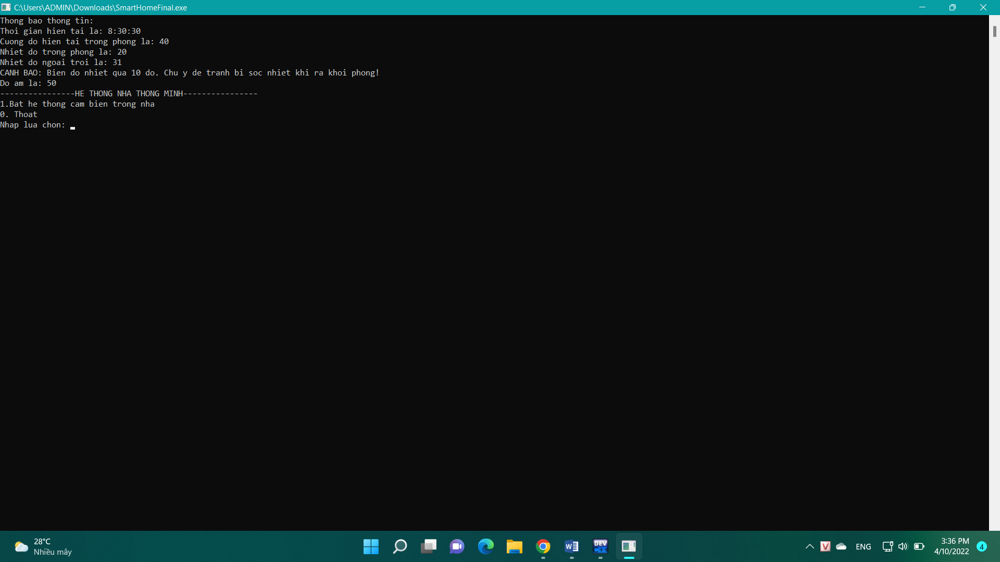 C:\Users\ADMIN\Downloads\SmartHomeFinal.exe
Thong bao thong tin:
Thoi gian hien tai la: 8:30:30
Cuong do hien tai trong phong la: 40
Nhiet do trong phong la: 20
Nhiet do ngoai troi la: 31
CANH BAO: Bien do nhiet qua 10 do. Chu y de tranh bi soc nhiet khi ra khoi phong!
Do am la: 50
----------------HE THONG NHA THONG MINH----------------
1.Bat he thong cam bien trong nha
0. Thoat
Nhap lua chon:
28°C
Nhiều mây
W
DEV
C++
V
ENG
3:36 PM
4/10/2022
4